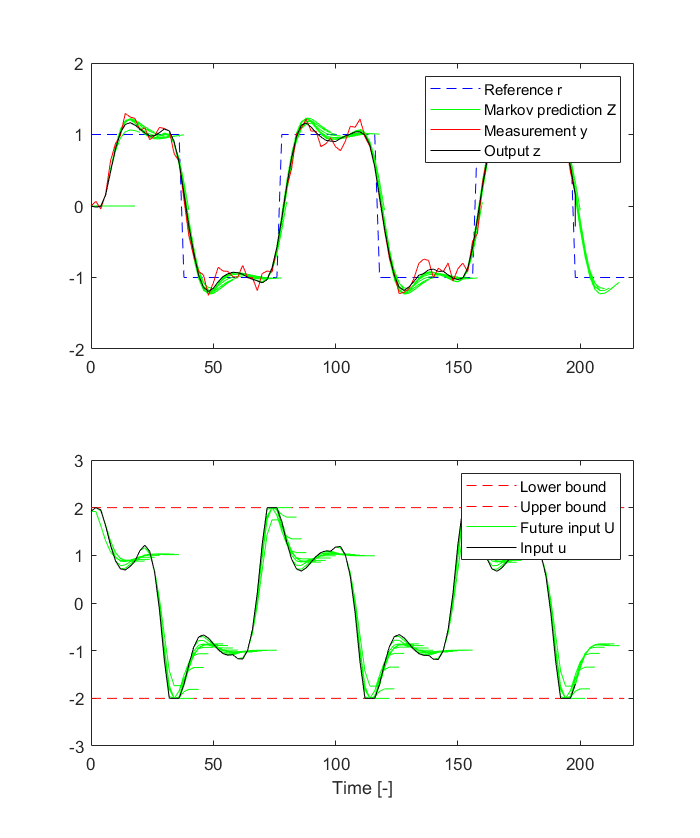 2
1
0
-1
-2
0
50
100
150
200
Reference r
Markov prediction Z
Measurement y
Output z
3
2
1
0
-1
-2
-3
0
50
100
150
200
Lower bound
Upper bound
Future input U
Input u
Time [-]